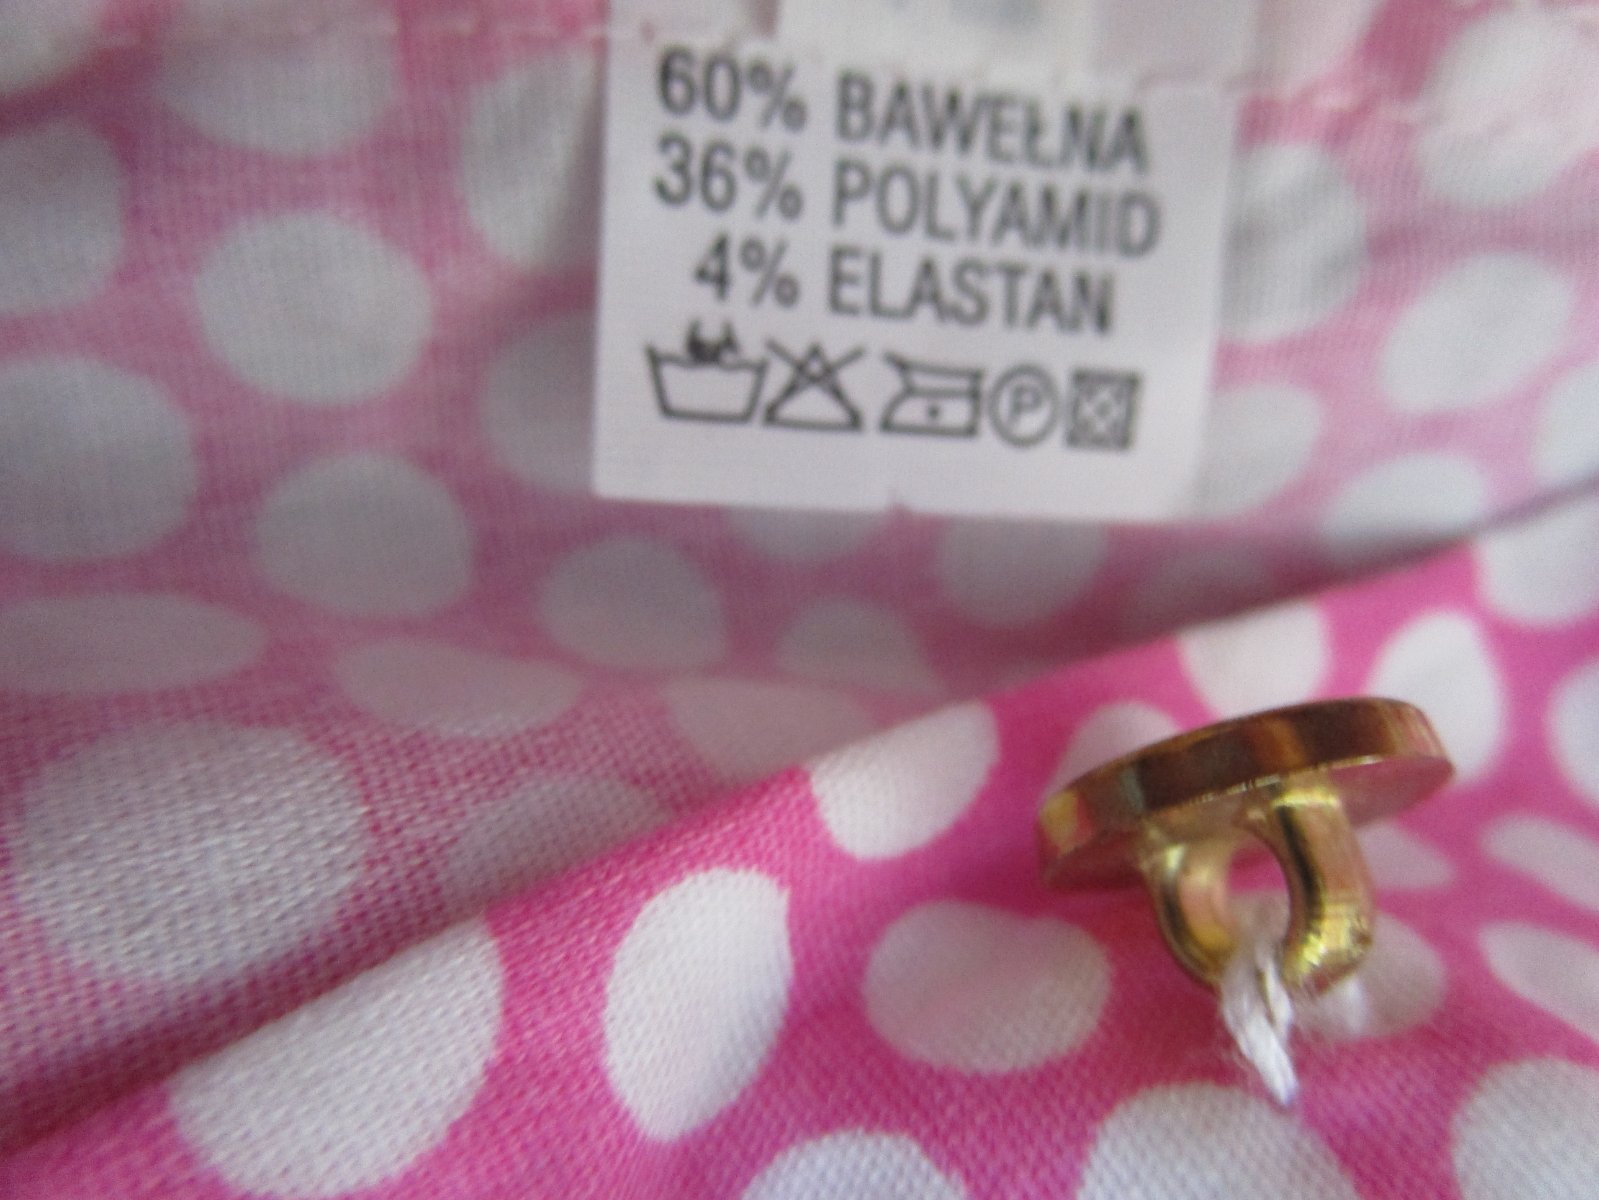 60% BAWEŁNA
36% POLYAMID
4% ELASTAN
P